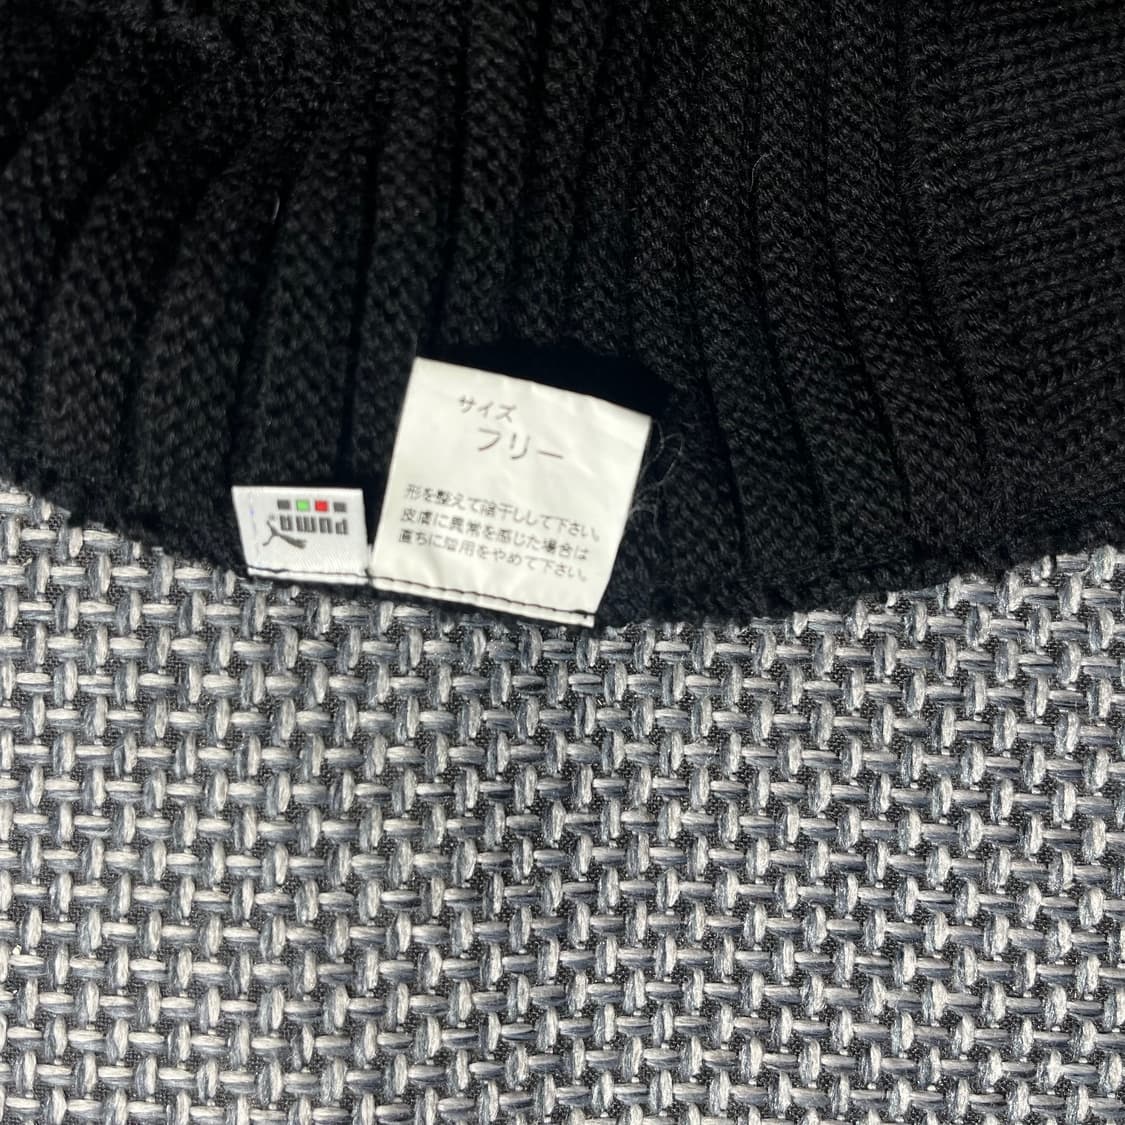 サイズ
フリー
形を整えて陰干しして下さい。
皮膚に異常を感じた場合は
直ちに着用をやめて下さい。
PUMA